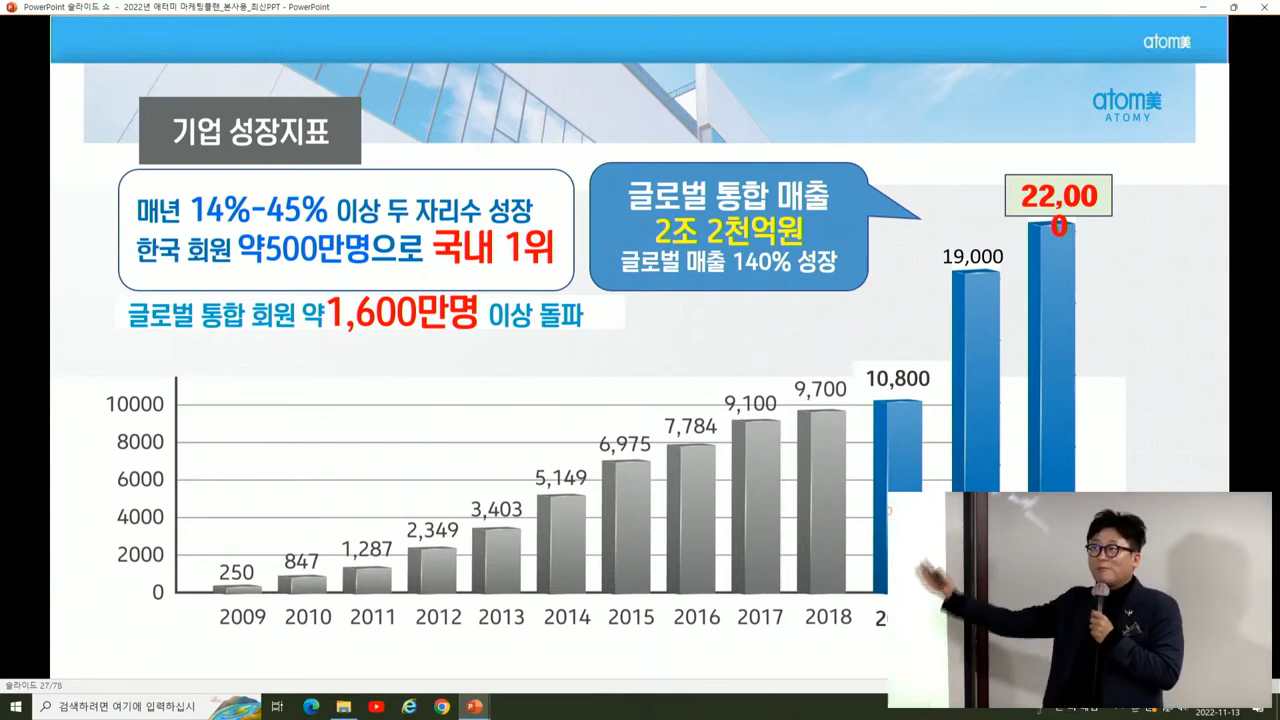 PowerPoint 슬라이드 쇼 - 2022년 애터미 마케팅플랜_본사용_최신PPT - PowerPoint
atom美
atom美
ATOMY
기업 성장지표
매년 14%-45% 이상 두 자리수 성장
한국 회원 약500만명으로 국내 1위
글로벌 통합 회원 약1,600만명 이상 돌파
글로벌 통합 매출
2조 2천억원
글로벌 매출 140% 성장
22,00
0
19,000
10,800
9,700
9,100
7,784
6,975
5,149
3,403
2,349
1,287
847
250
10000
8000
6000
4000
2000
0
2009 2010 2011 2012 2013 2014 2015 2016 2017 2018 2
슬라이드 27/78
검색하려면 여기에 입력하십시
2022-11-13